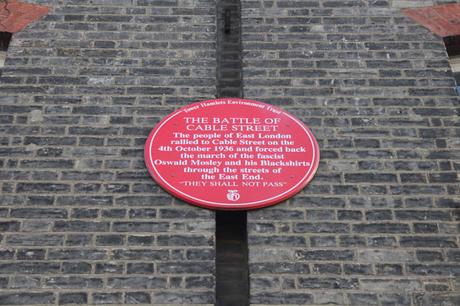 Tower Hamlets Environment Trust
THE BATTLE OF
CABLE STREET
The people of East London
rallied to Cable Street on the
4th October 1936 and forced back
the march of the fascist
Oswald Mosley and his Blackshirts
through the streets of
the East End.
"THEY SHALL NOT PASS"